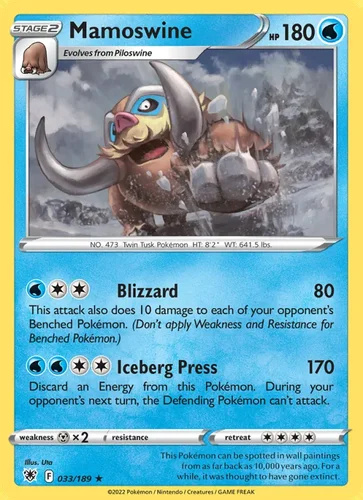 STAGE2
Mamoswine
HP 180
Evolves from Piloswine
NO. 473 Twin Tusk Pokémon HT: 8'2" WT: 641.5 lbs.
Blizzard 80
This attack also does 10 damage to each of your opponent's
Benched Pokémon. (Don't apply Weakness and Resistance for
Benched Pokémon.)
Iceberg Press 170
Discard an Energy from this Pokémon. During your
opponent's next turn, the Defending Pokémon can't attack.
weakness ×2 resistance retreat
Illus. Uta
F 033/189 ★
This Pokémon can be spotted in wall paintings
from as far back as 10,000 years ago. For a
while, it was thought to have gone extinct.
©2022 Pokémon / Nintendo / Creatures / GAME FREAK